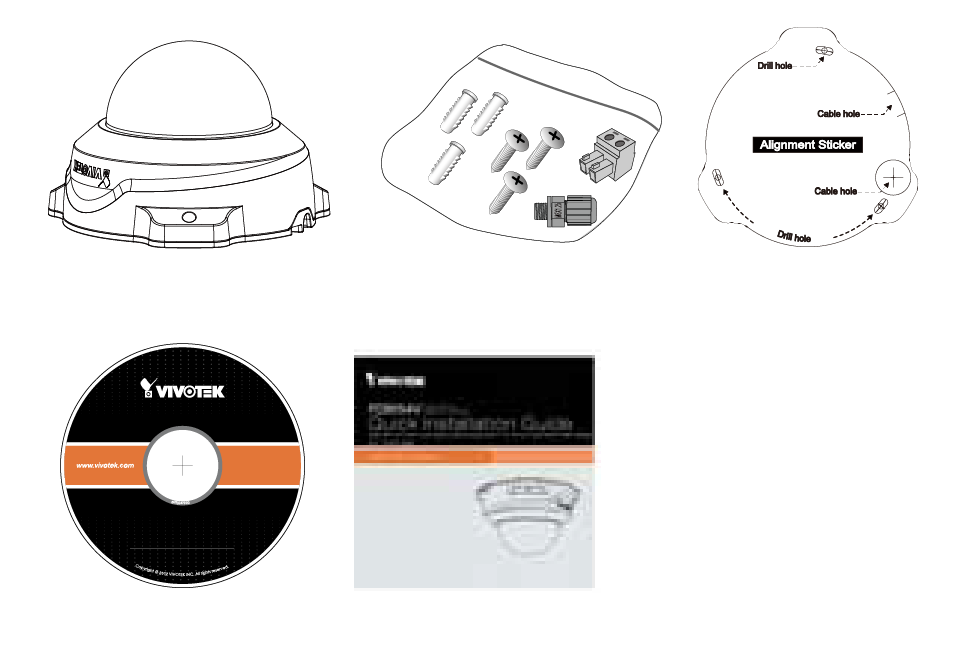 VIVOTEK
Drill hole
Cable hole
Alignment Sticker
Cable hole
Drill hole
VIVOTEK
www.vivotek.com
Copyright © 2012 VIVOTEK INC. All rights reserved.
VIVOTEK
Quick Installation Guide